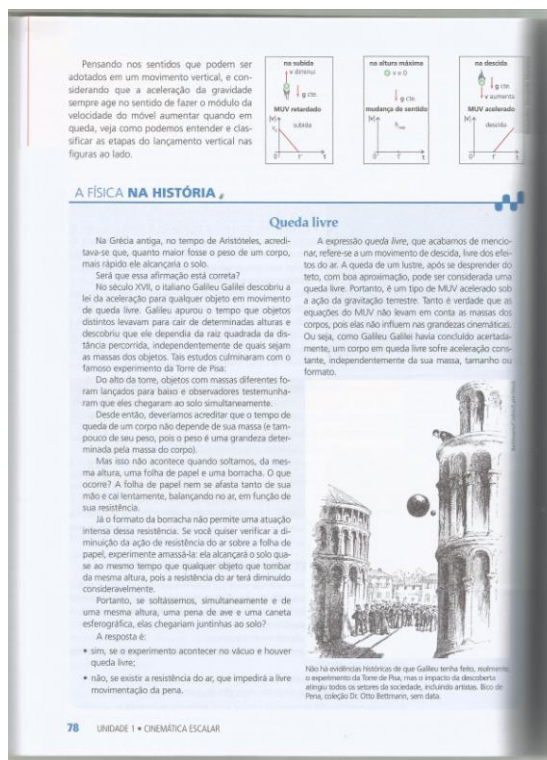 Pensando nos sentidos que podem ser
adotados em um movimento vertical, e con-
siderando que a aceleração da gravidade
sempre age no sentido de fazer o módulo da
velocidade do móvel aumentar quando em
queda, veja como podemos entender e clas-
sificar as etapas do lançamento vertical nas
figuras ao lado.
na subida
v diminui
g cte.
MUV retardado
|v|
subida
0 t
na altura máxima
v = 0
g cte.
mudança de sentido
|v|
0 t
na descida
g cte.
v aumenta
MUV acelerado
|v|
descida
0 t
A FÍSICA NA HISTÓRIA
Queda livre
Na Grécia antiga, no tempo de Aristóteles, acredi-
tava-se que, quanto maior fosse o peso de um corpo,
mais rápido ele alcançaria o solo.
Será que essa afirmação está correta?
No século XVII, o italiano Galileu Galilei descobriu a
lei da aceleração para qualquer objeto em movimento
de queda livre. Galileu apurou o tempo que objetos
distintos levavam para cair de determinadas alturas e
descobriu que ele dependia da raiz quadrada da dis-
tância percorrida, independentemente de quais sejam
as massas dos objetos. Tais estudos culminaram com o
famoso experimento da Torre de Pisa:
Do alto da torre, objetos com massas diferentes fo-
ram lançados para baixo e observadores testemunha-
ram que eles chegaram ao solo simultaneamente.
Desde então, deveríamos acreditar que o tempo de
queda de um corpo não depende de sua massa (e tam-
pouco de seu peso, pois o peso é uma grandeza deter-
minada pela massa do corpo).
Mas isso não acontece quando soltamos, da mes-
ma altura, uma folha de papel e uma borracha. O que
ocorre? A folha de papel nem se afasta tanto de sua
mão e cai lentamente, balançando no ar, em função de
sua resistência.
Já o formato da borracha não permite uma atuação
intensa dessa resistência. Se você quiser verificar a di-
minuição da ação de resistência do ar sobre a folha de
papel, experimente amassá-la: ela alcançará o solo qua-
se ao mesmo tempo que qualquer objeto que tombar
da mesma altura, pois a resistência do ar terá diminuído
consideravelmente.
Portanto, se soltássemos, simultaneamente e de
uma mesma altura, uma pena de ave e uma caneta
esferográfica, elas chegariam juntinhas ao solo?
A resposta é:
• sim, se o experimento acontecer no vácuo e houver
queda livre;
• não, se existir a resistência do ar, que impedirá a livre
movimentação da pena.
A expressão queda livre, que acabamos de mencio-
nar, refere-se a um movimento de descida, livre dos efei-
tos do ar. A queda de um lustre, após se desprender do
teto, com boa aproximação, pode ser considerada uma
queda livre. Portanto, é um tipo de MUV acelerado sob
a ação da gravitação terrestre. Tanto é verdade que as
equações do MUV não levam em conta as massas dos
corpos, pois elas não influem nas grandezas cinemáticas.
Ou seja, como Galileu Galilei havia concluído acertada-
mente, um corpo em queda livre sofre aceleração cons-
tante, independentemente da sua massa, tamanho ou
formato.
Não há evidências históricas de que Galileu tenha feito, realmente,
o experimento da Torre de Pisa, mas o impacto da descoberta
atingiu todos os setores da sociedade, incluindo artistas. Bico de
Pena, coleção Dr. Otto Bettmann, sem data.
78 UNIDADE 1 • CINEMÁTICA ESCALAR